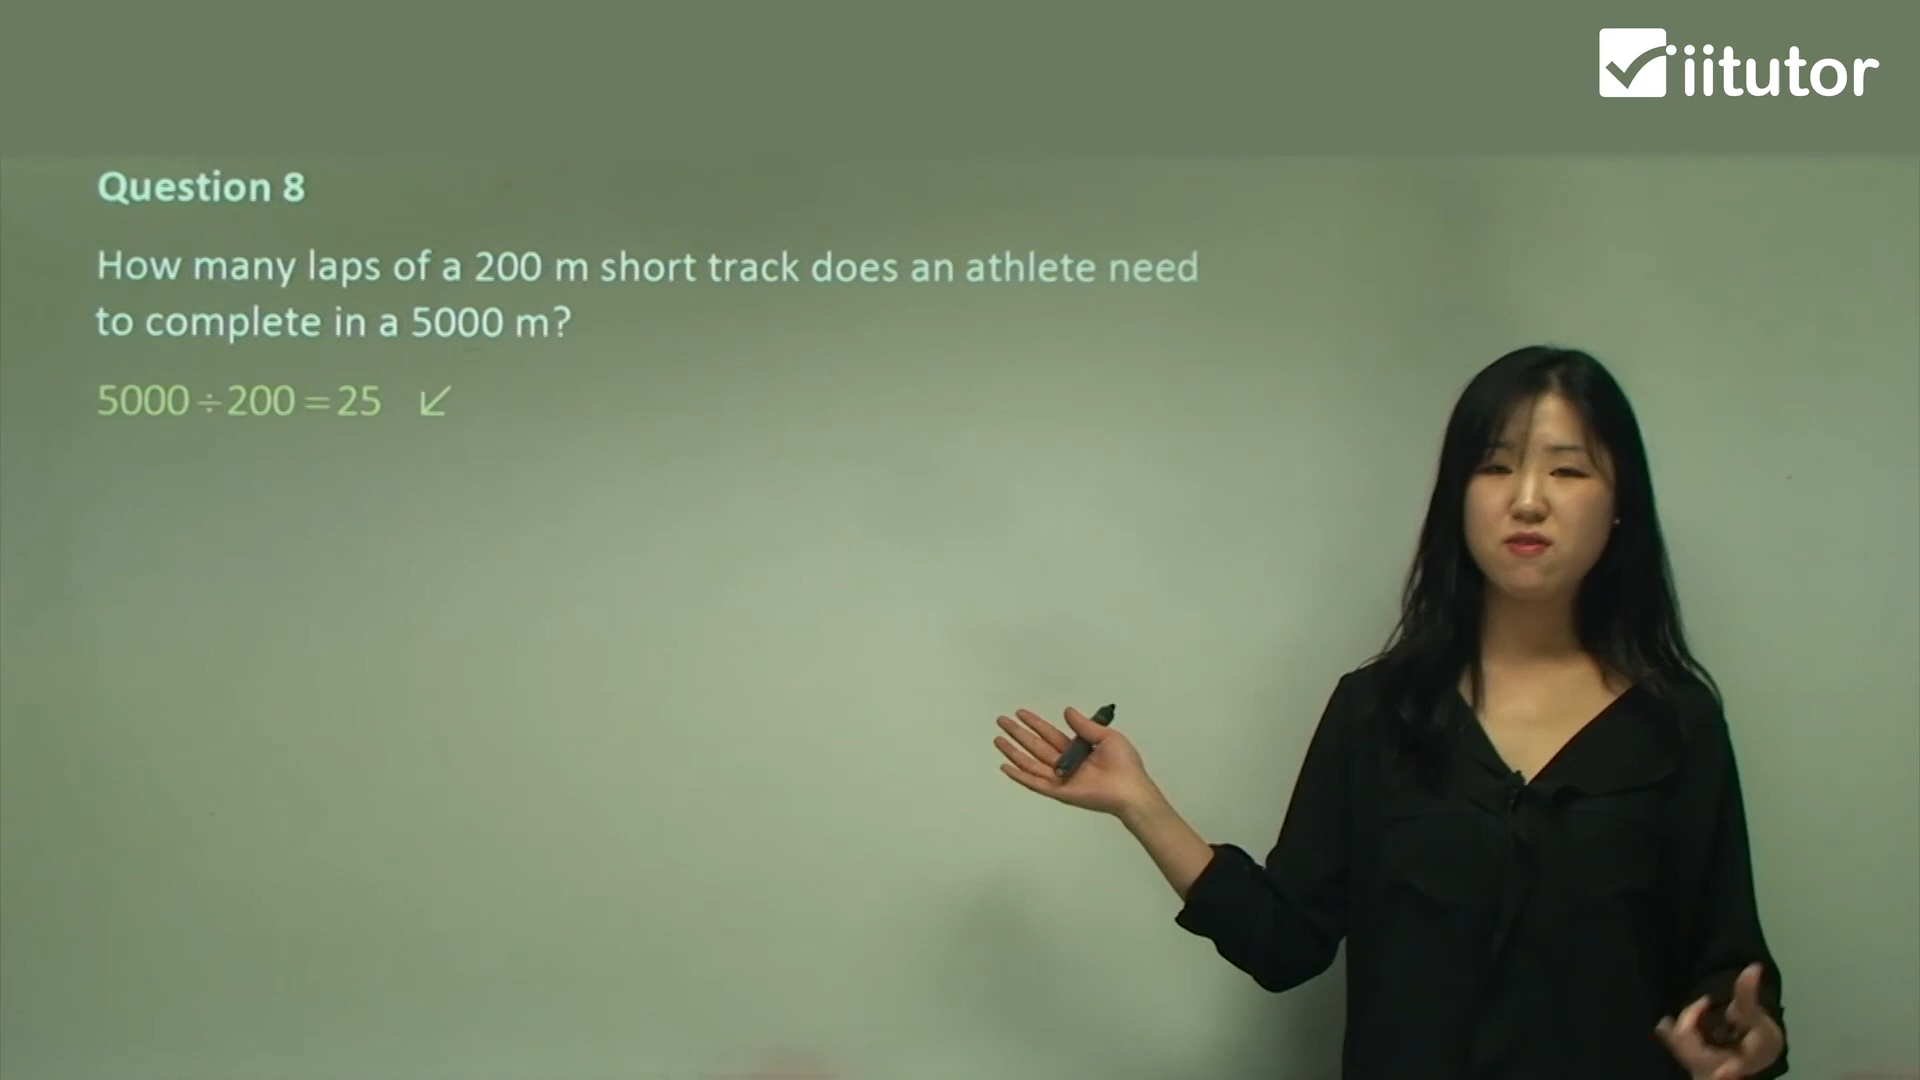 iitutor
Question 8
How many laps of a 200 m short track does an athlete need
to complete in a 5000 m?
5000 ÷ 200 = 25 ↙